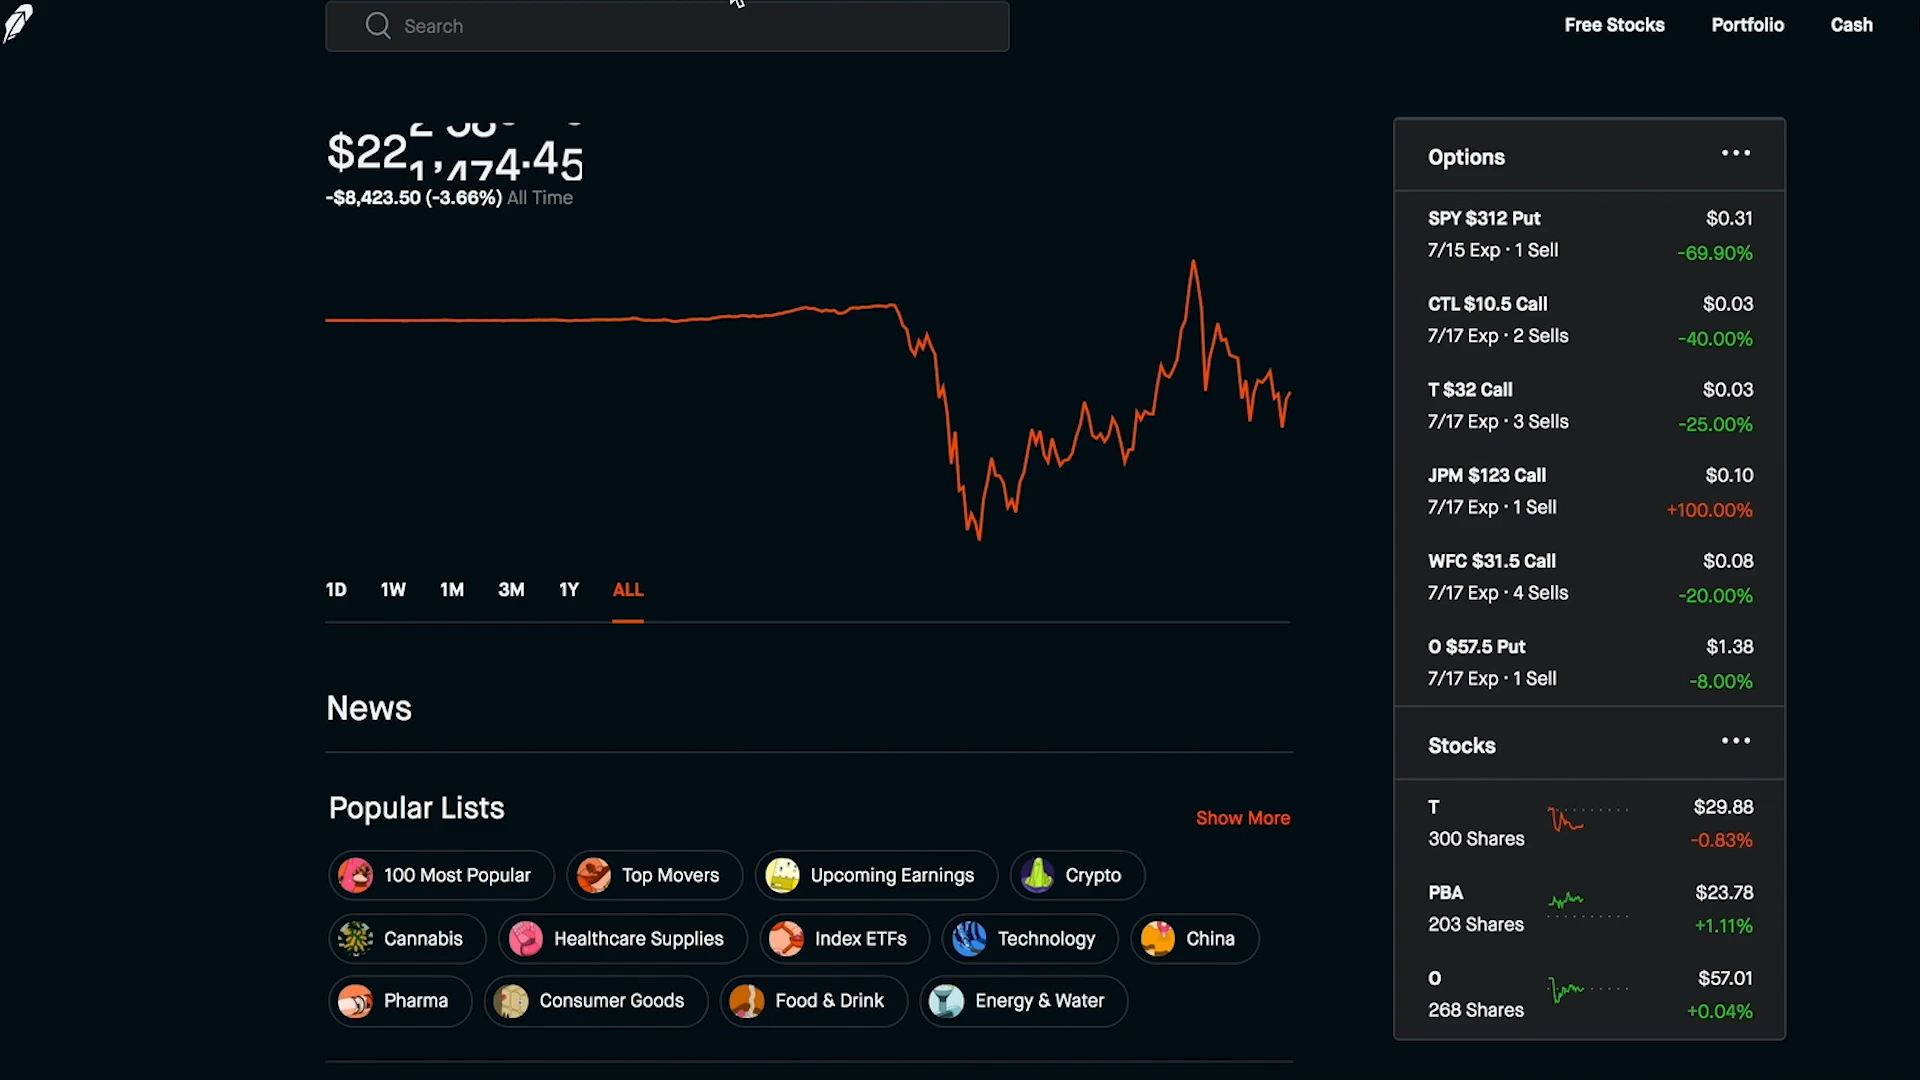 Search
Free Stocks
Portfolio
Cash
-$8,423.50 (-3.66%) All Time
1D 1W 1M 3M 1Y ALL
News
Popular Lists
Show More
100 Most Popular
Top Movers
Upcoming Earnings
Crypto
Cannabis
Healthcare Supplies
Index ETFs
Technology
China
Pharma
Consumer Goods
Food & Drink
Energy & Water
Options
SPY $312 Put $0.31
7/15 Exp · 1 Sell -69.90%
CTL $10.5 Call $0.03
7/17 Exp · 2 Sells -40.00%
T $32 Call $0.03
7/17 Exp · 3 Sells -25.00%
JPM $123 Call $0.10
7/17 Exp · 1 Sell +100.00%
WFC $31.5 Call $0.08
7/17 Exp · 4 Sells -20.00%
O $57.5 Put $1.38
7/17 Exp · 1 Sell -8.00%
Stocks
T $29.88
300 Shares -0.83%
PBA $23.78
203 Shares +1.11%
O $57.01
268 Shares +0.04%